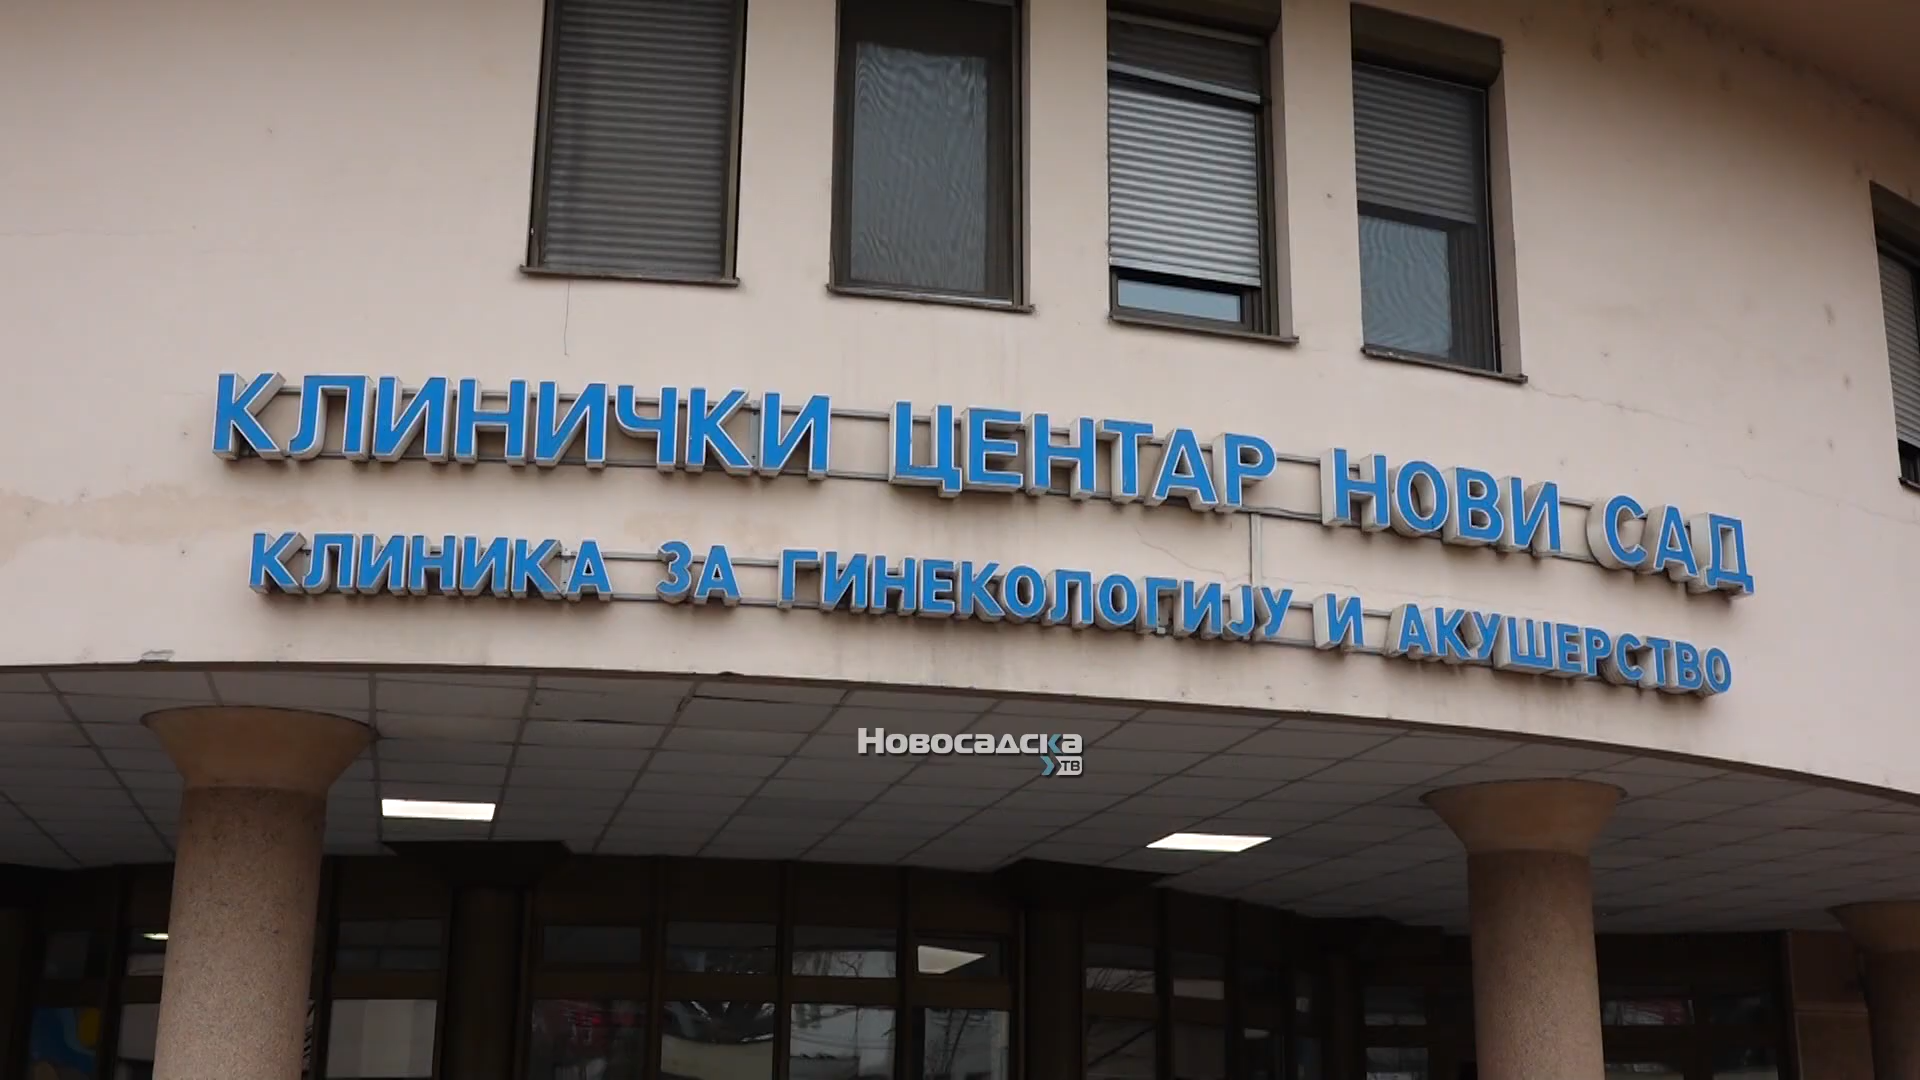 КЛИНИЧКИ ЦЕНТАР НОВИ САД
КЛИНИКА ЗА ГИНЕКОЛОГИЈУ И АКУШЕРСТВО
НОВОСАДСКА
ТВ